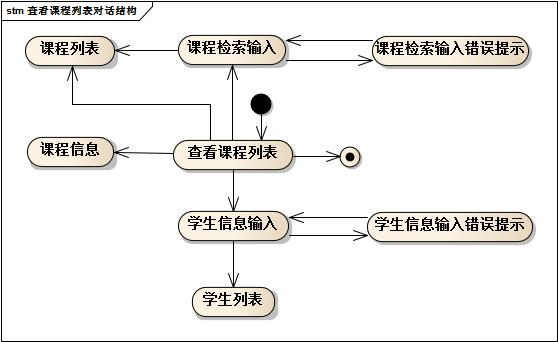 stm 查看课程列表对话结构
课程列表
课程检索输入
课程检索输入错误提示
课程信息
查看课程列表
学生信息输入
学生信息输入错误提示
学生列表